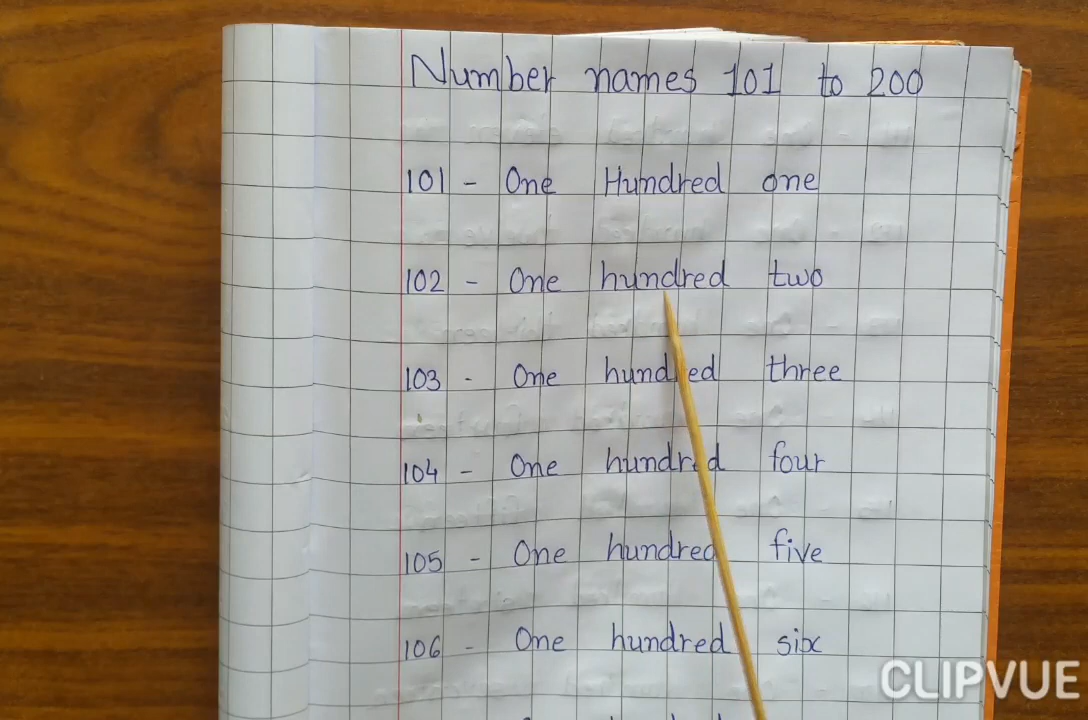 Number names 101 to 200
101 - One Hundred one
102 - One hundred two
103 - One hundred three
104 - One hundred four
105 - One hundred five
106 - One hundred six
CLIPVUE